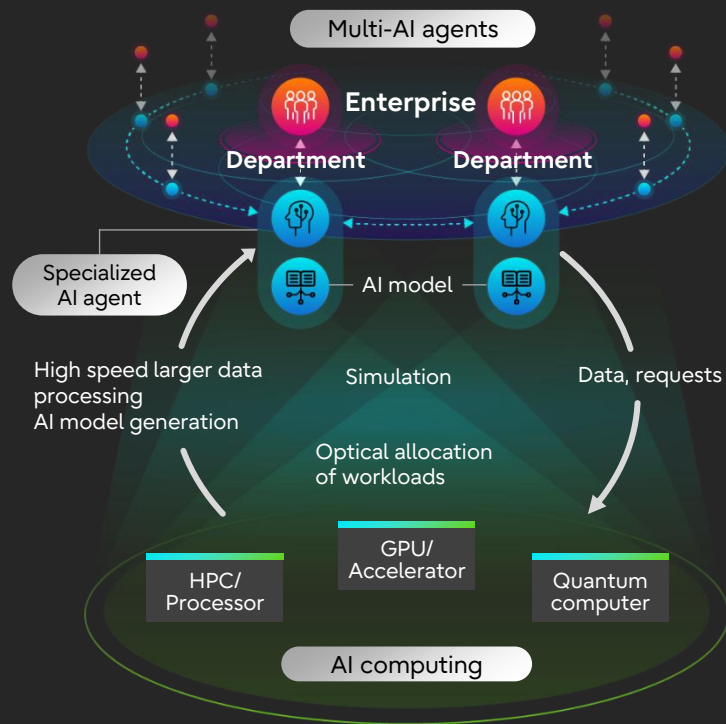 Multi-AI agents
Enterprise
Department
Department
Specialized
AI agent
AI model
High speed larger data
processing
AI model generation
Simulation
Data, requests
Optical allocation
of workloads
HPC/
Processor
GPU/
Accelerator
Quantum
computer
AI computing